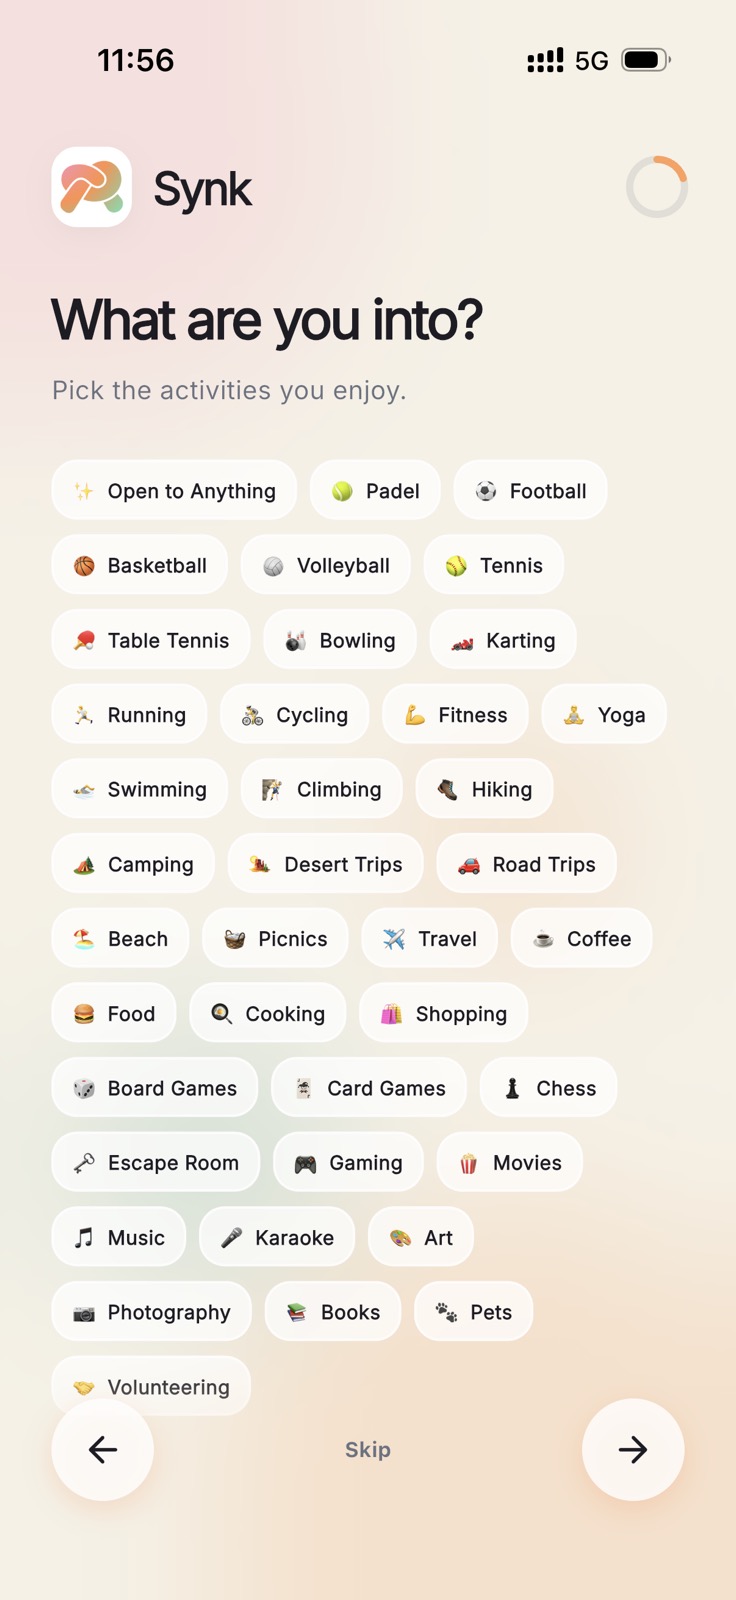 11:56 5G
Synk
What are you into?
Pick the activities you enjoy.
Open to Anything Padel Football
Basketball Volleyball Tennis
Table Tennis Bowling Karting
Running Cycling Fitness Yoga
Swimming Climbing Hiking
Camping Desert Trips Road Trips
Beach Picnics Travel Coffee
Food Cooking Shopping
Board Games Card Games Chess
Escape Room Gaming Movies
Music Karaoke Art
Photography Books Pets
Volunteering
Skip